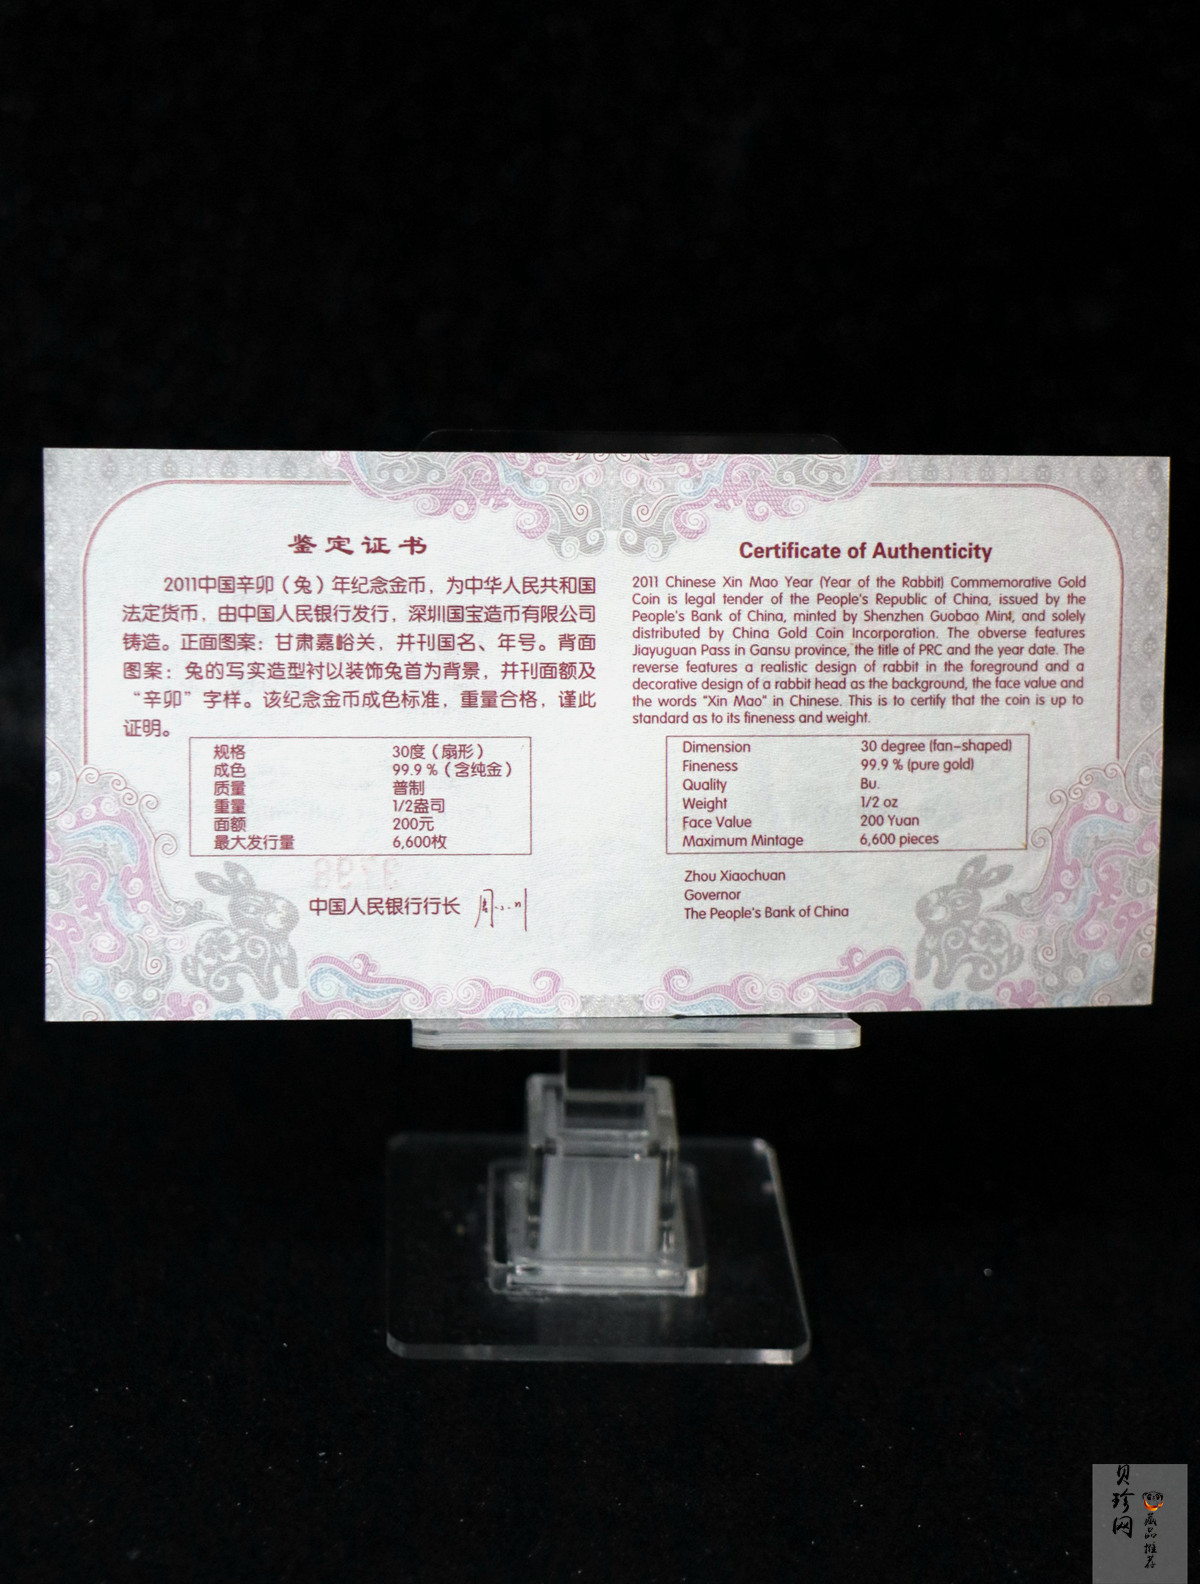 鉴定证书
2011中国辛卯（兔）年纪念金币，为中华人民共和国
法定货币，由中国人民银行发行，深圳国宝造币有限公司
铸造。正面图案：甘肃嘉峪关，并刊国名、年号。背面
图案：兔的写实造型衬以装饰兔首为背景，并刊面额及
“辛卯”字样。该纪念金币成色标准，重量合格，谨此
证明。
规格 30度（扇形）
成色 99.9％（含纯金）
质量 普制
重量 1/2盎司
面额 200元
最大发行量 6,600枚
中国人民银行行长
Certificate of Authenticity
2011 Chinese Xin Mao Year (Year of the Rabbit) Commemorative Gold
Coin is legal tender of the People's Republic of China, issued by the
People's Bank of China, minted by Shenzhen Guobao Mint, and solely
distributed by China Gold Coin Incorporation. The obverse features
Jiayuguan Pass in Gansu province, the title of PRC and the year date. The
reverse features a realistic design of rabbit in the foreground and a
decorative design of a rabbit head as the background, the face value and
the words "Xin Mao" in Chinese. This is to certify that the coin is up to
standard as to its fineness and weight.
Dimension 30 degree (fan-shaped)
Fineness 99.9 % (pure gold)
Quality Bu.
Weight 1/2 oz
Face Value 200 Yuan
Maximum Mintage 6,600 pieces
Zhou Xiaochuan
Governor
The People's Bank of China
贝珍网
藏品推荐